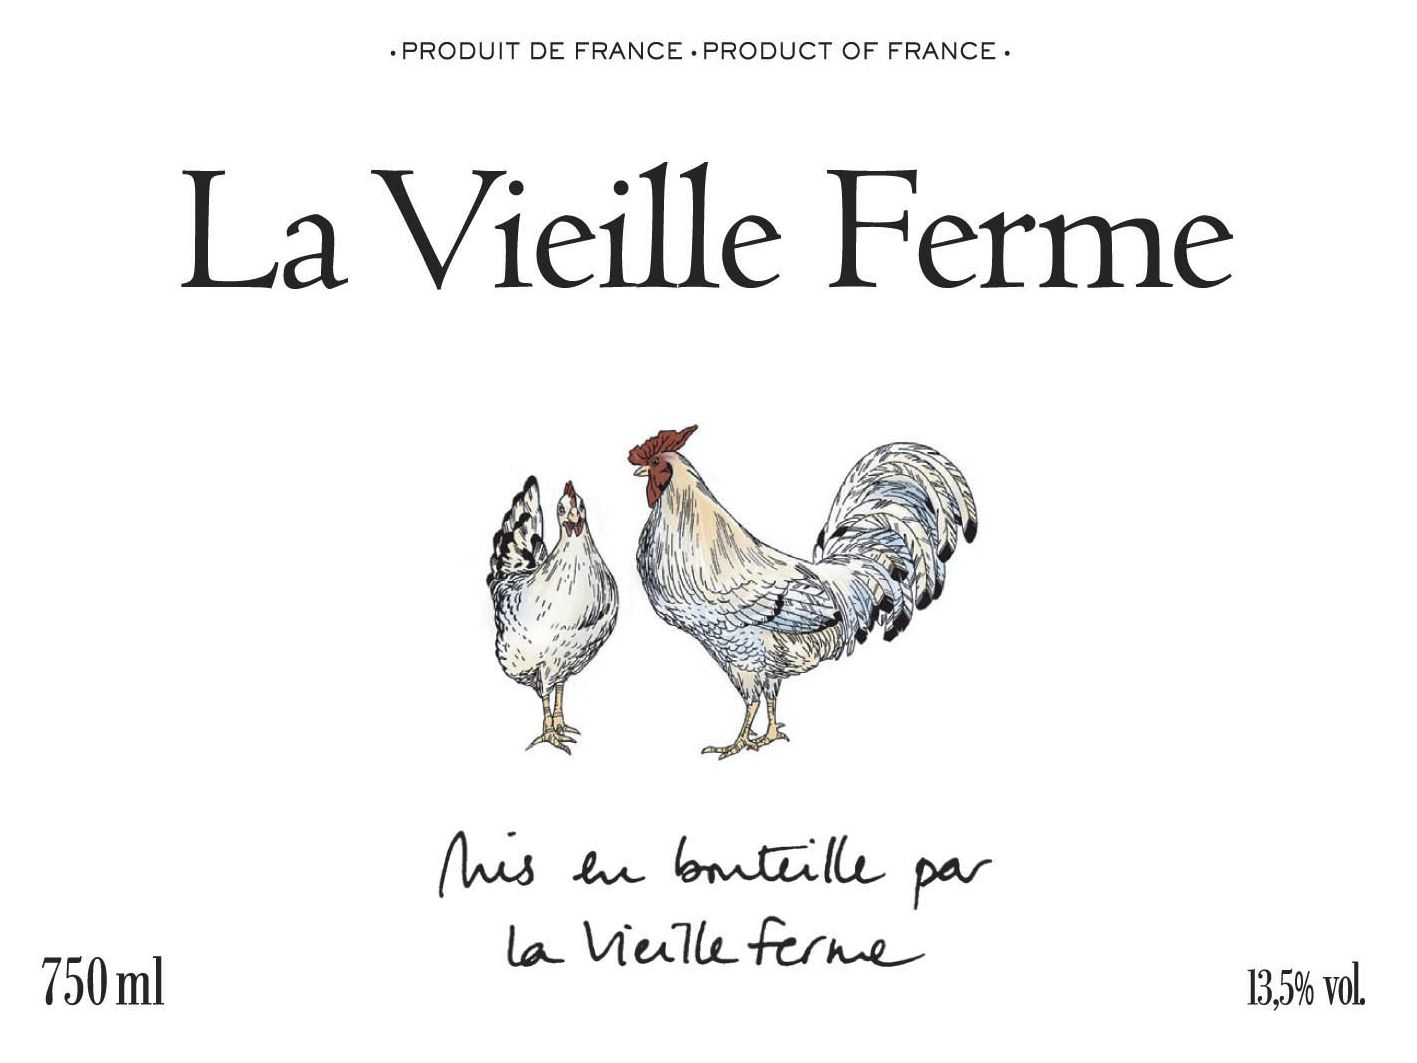 ·PRODUIT DE FRANCE·PRODUCT OF FRANCE·
La Vieille Ferme
Mis en bouteille par
la Vieille Ferme
750 ml
13,5% vol.